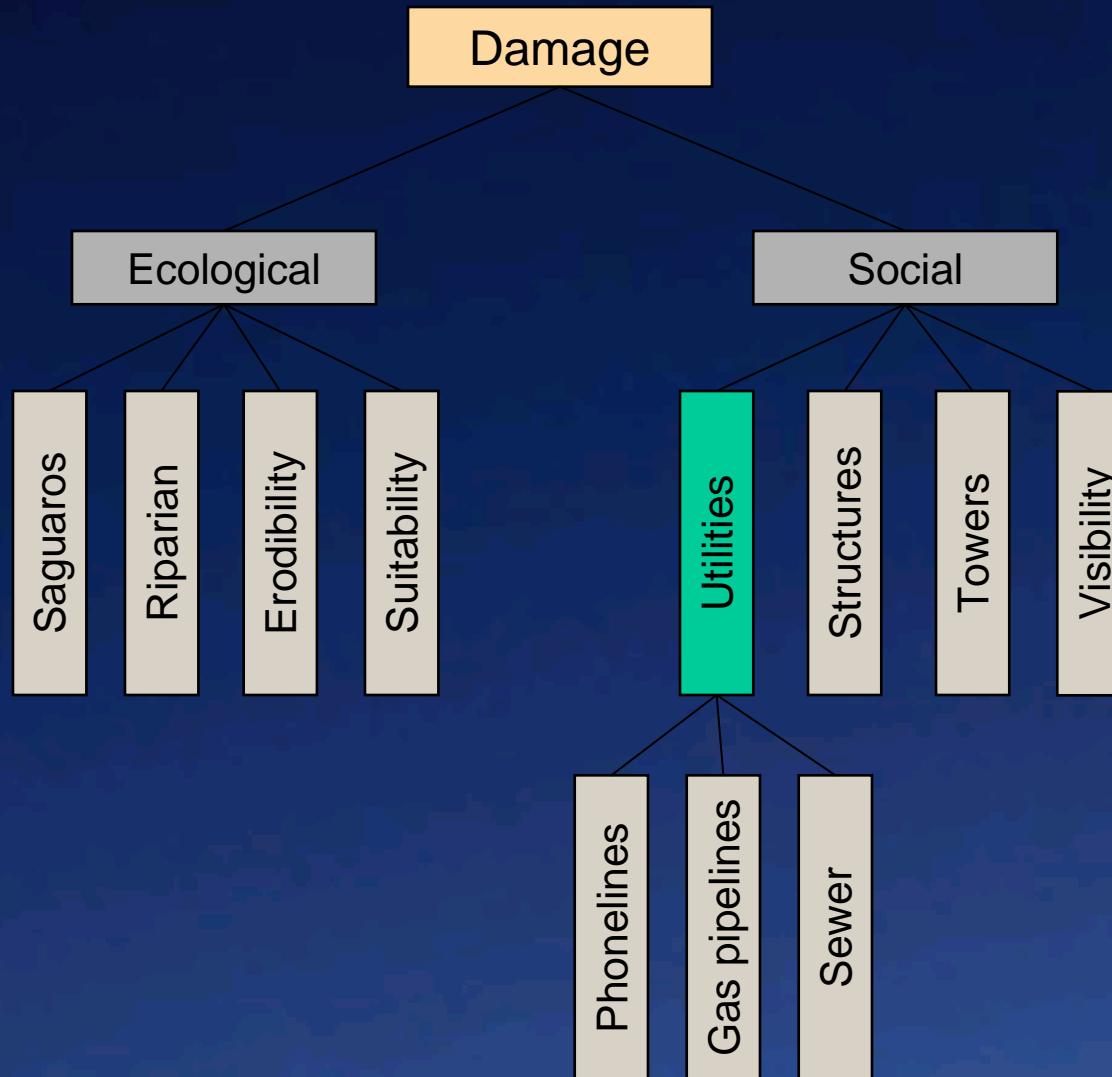 Damage
Ecological
Social
Saguaros
Riparian
Erodibility
Suitability
Utilities
Structures
Towers
Visibility
Phonelines
Gas pipelines
Sewer